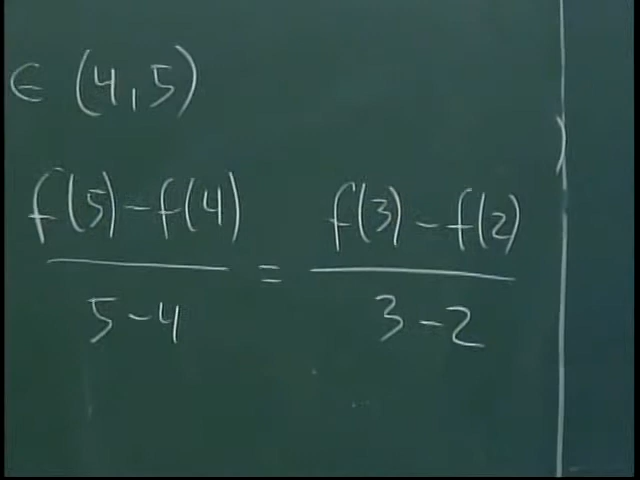 ∈ (4,5)
)
f(5)-f(4) / 5-4 = f(3)-f(2) / 3-2